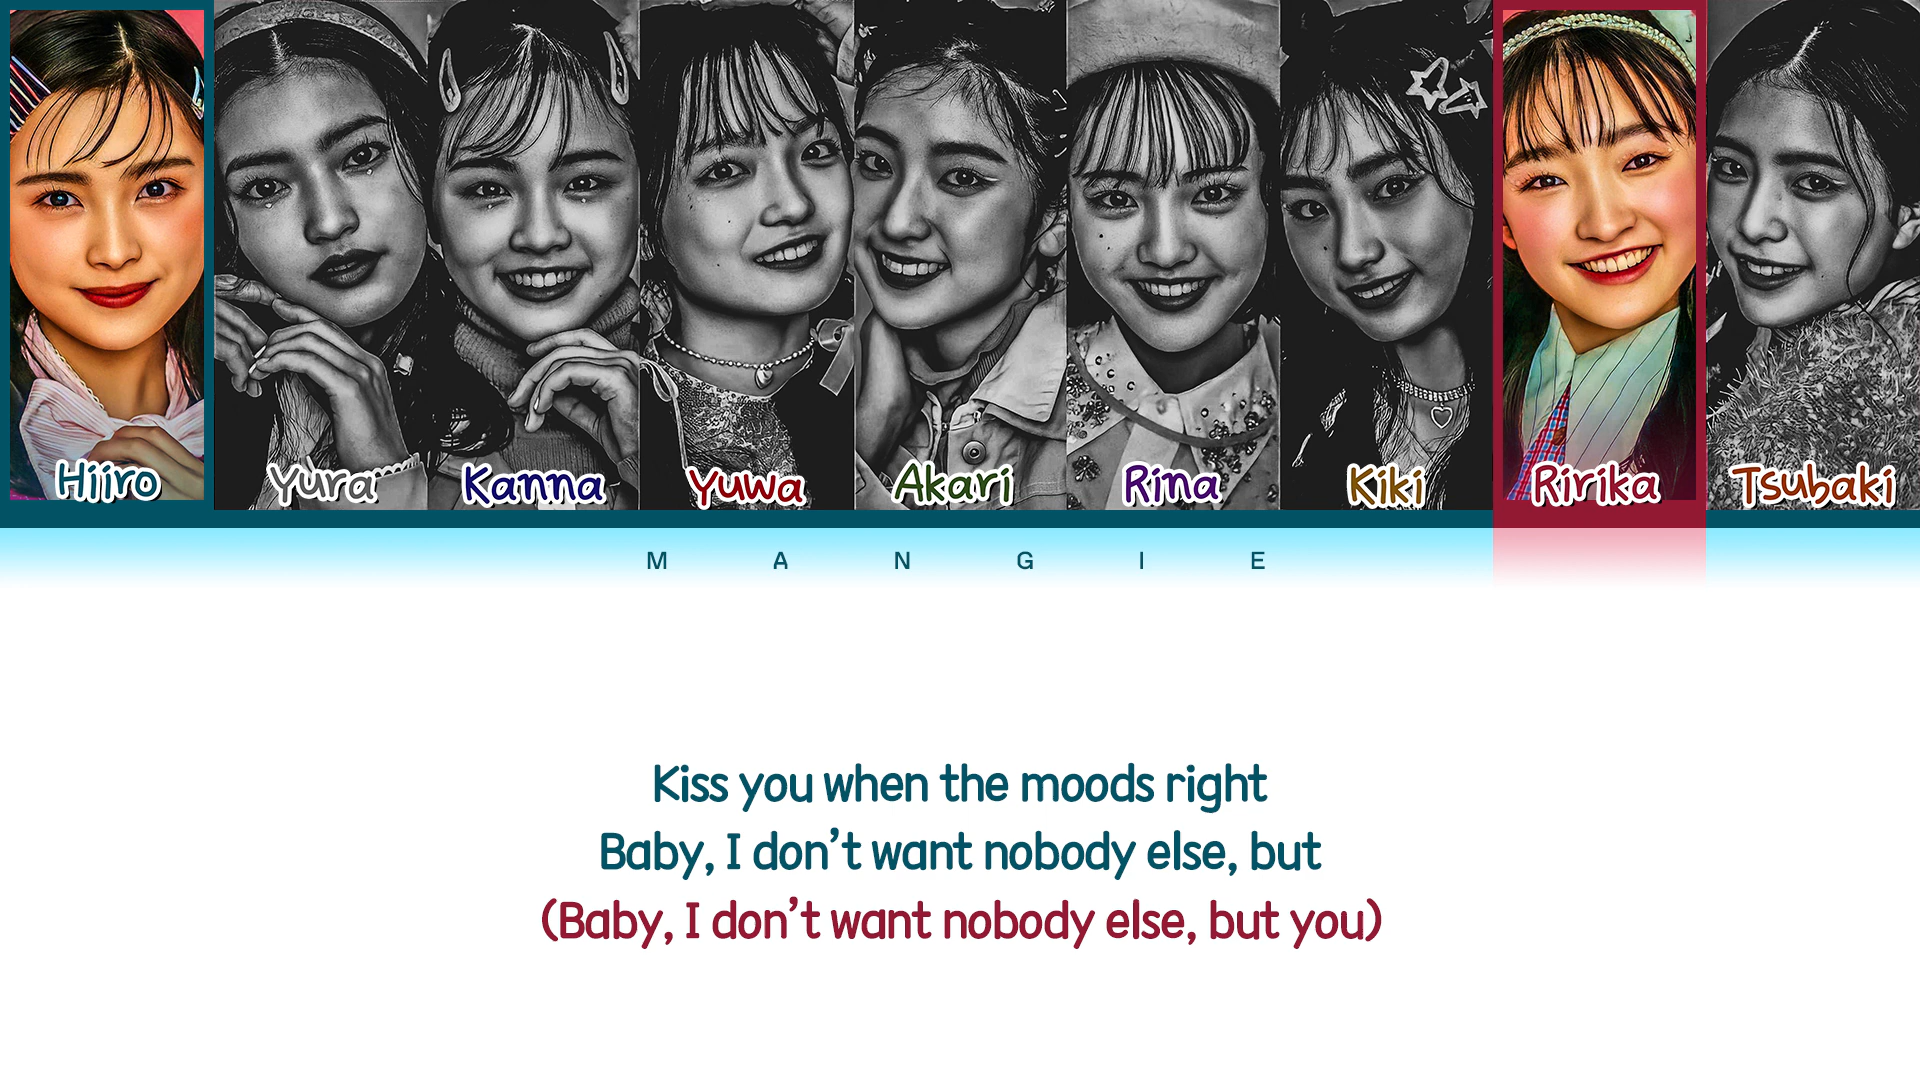 Hiiro Yura Kanna Yuwa Akari Rina Kiki Ririka Tsubaki
MANGIE
Kiss you when the moods right
Baby, I don't want nobody else, but
(Baby, I don't want nobody else, but you)